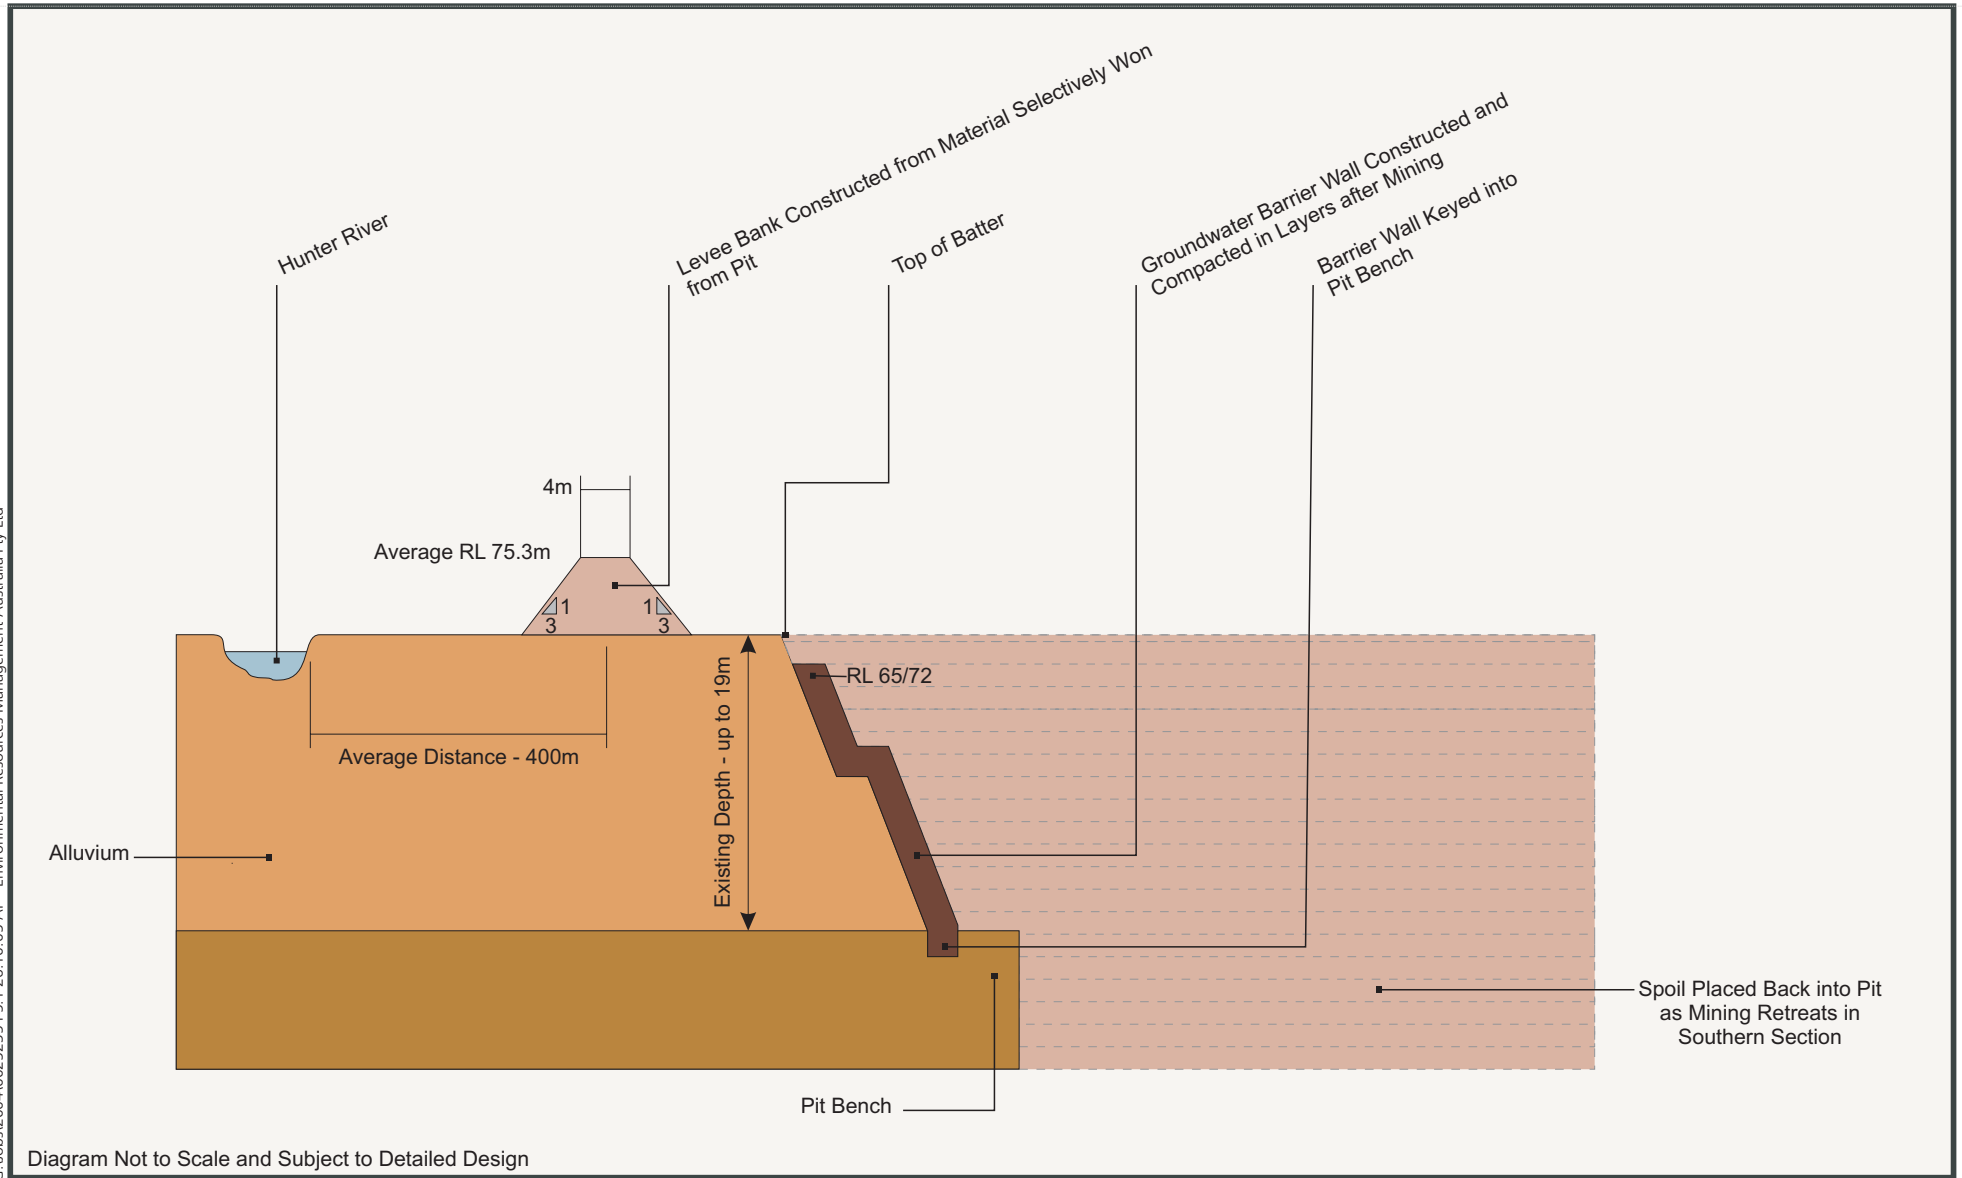 Hunter River
Levee Bank Constructed from Material Selectively Won
from Pit
Top of Batter
Groundwater Barrier Wall Constructed and
Compacted in Layers after Mining
Barrier Wall Keyed into
Pit Bench
4m
Average RL 75.3m
1
3
1
3
RL 65/72
Existing Depth - up to 19m
Average Distance - 400m
Alluvium
Spoil Placed Back into Pit
as Mining Retreats in
Southern Section
Pit Bench
Diagram Not to Scale and Subject to Detailed Design